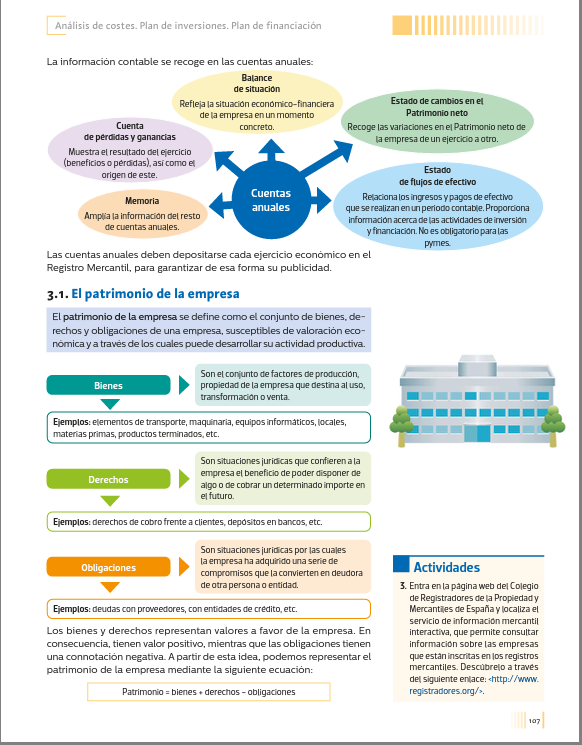 Análisis de costes. Plan de inversiones. Plan de financiación
La información contable se recoge en las cuentas anuales:
Balance
de situación
Refleja la situación económico-financiera
de la empresa en un momento
concreto.
Estado de cambios en el
Patrimonio neto
Recoge las variaciones en el Patrimonio neto de
la empresa de un ejercicio a otro.
Cuenta
de pérdidas y ganancias
Muestra el resultado del ejercicio
(beneficios o pérdidas), así como el
origen de este.
Estado
de flujos de efectivo
Relaciona los ingresos y pagos de efectivo
que se realizan en un periodo contable. Proporciona
información acerca de las actividades de inversión
y financiación. No es obligatorio para las
pymes.
Memoria
Amplía la información del resto
de cuentas anuales.
Cuentas
anuales
Las cuentas anuales deben depositarse cada ejercicio económico en el
Registro Mercantil, para garantizar de esa forma su publicidad.
3.1. El patrimonio de la empresa
El patrimonio de la empresa se define como el conjunto de bienes, de-
rechos y obligaciones de una empresa, susceptibles de valoración eco-
nómica y a través de los cuales puede desarrollar su actividad productiva.
Bienes
Son el conjunto de factores de producción,
propiedad de la empresa que destina al uso,
transformación o venta.
Ejemplos: elementos de transporte, maquinaria, equipos informáticos, locales,
materias primas, productos terminados, etc.
Derechos
Son situaciones jurídicas que confieren a la
empresa el beneficio de poder disponer de
algo o de cobrar un determinado importe en
el futuro.
Ejemplos: derechos de cobro frente a clientes, depósitos en bancos, etc.
Obligaciones
Son situaciones jurídicas por las cuales
la empresa ha adquirido una serie de
compromisos que la convierten en deudora
de otra persona o entidad.
Ejemplos: deudas con proveedores, con entidades de crédito, etc.
Los bienes y derechos representan valores a favor de la empresa. En
consecuencia, tienen valor positivo, mientras que las obligaciones tienen
una connotación negativa. A partir de esta idea, podemos representar el
patrimonio de la empresa mediante la siguiente ecuación:
Patrimonio = bienes + derechos – obligaciones
Actividades
3. Entra en la página web del Colegio
de Registradores de la Propiedad y
Mercantiles de España y localiza el
servicio de información mercantil
interactiva, que permite consultar
información sobre las empresas
que están inscritas en los registros
mercantiles. Descúbrelo a través
del siguiente enlace: <http://www.
registradores.org/>.
107